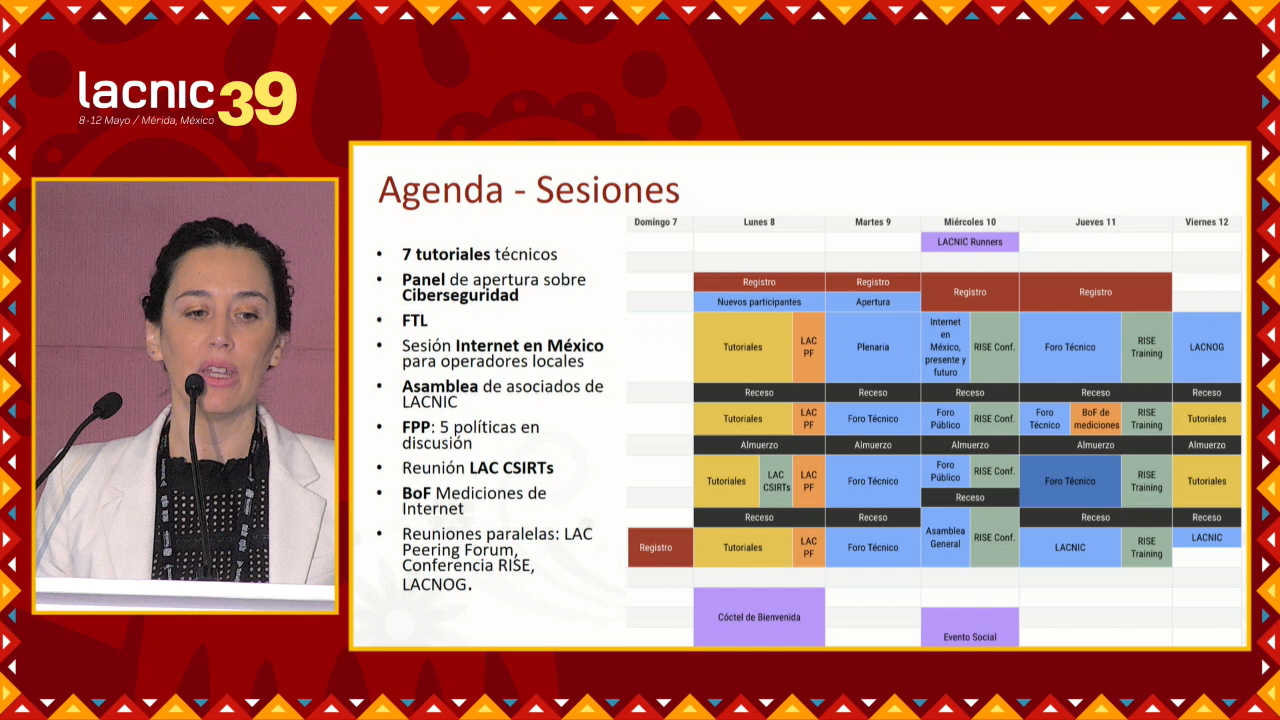 lacnic39
8-12 Mayo / Mérida, México
Agenda - Sesiones
• 7 tutoriales técnicos
• Panel de apertura sobre
Ciberseguridad
• FTL
• Sesión Internet en México
para operadores locales
• Asamblea de asociados de
LACNIC
• FPP: 5 políticas en
discusión
• Reunión LAC CSIRTs
• BoF Mediciones de
Internet
• Reuniones paralelas: LAC
Peering Forum,
Conferencia RISE,
LACNOG.
Domingo 7 Lunes 8 Martes 9 Miércoles 10 Jueves 11 Viernes 12
LACNIC Runners
Registro Registro Registro Registro
Nuevos participantes Apertura
Tutoriales
LAC
PF
Plenaria
Internet
en
México,
presente y
futuro
RISE Conf.
Foro Técnico
RISE
Training
LACNOG
Receso Receso Receso Receso Receso
Tutoriales
LAC
PF
Foro Técnico
Foro
Público
RISE Conf.
Foro
Técnico
BoF de
mediciones
RISE
Training
Tutoriales
Almuerzo Almuerzo Almuerzo Almuerzo Almuerzo
Tutoriales
LAC
CSIRTs
LAC
PF
Foro Técnico
Foro
Público
RISE Conf.
Foro Técnico
RISE
Training
Tutoriales
Receso
Receso Receso Receso Receso
Registro
Tutoriales
LAC
PF
Foro Técnico
Asamblea
General
RISE Conf.
LACNIC
RISE
Training
LACNIC
Cóctel de Bienvenida
Evento Social